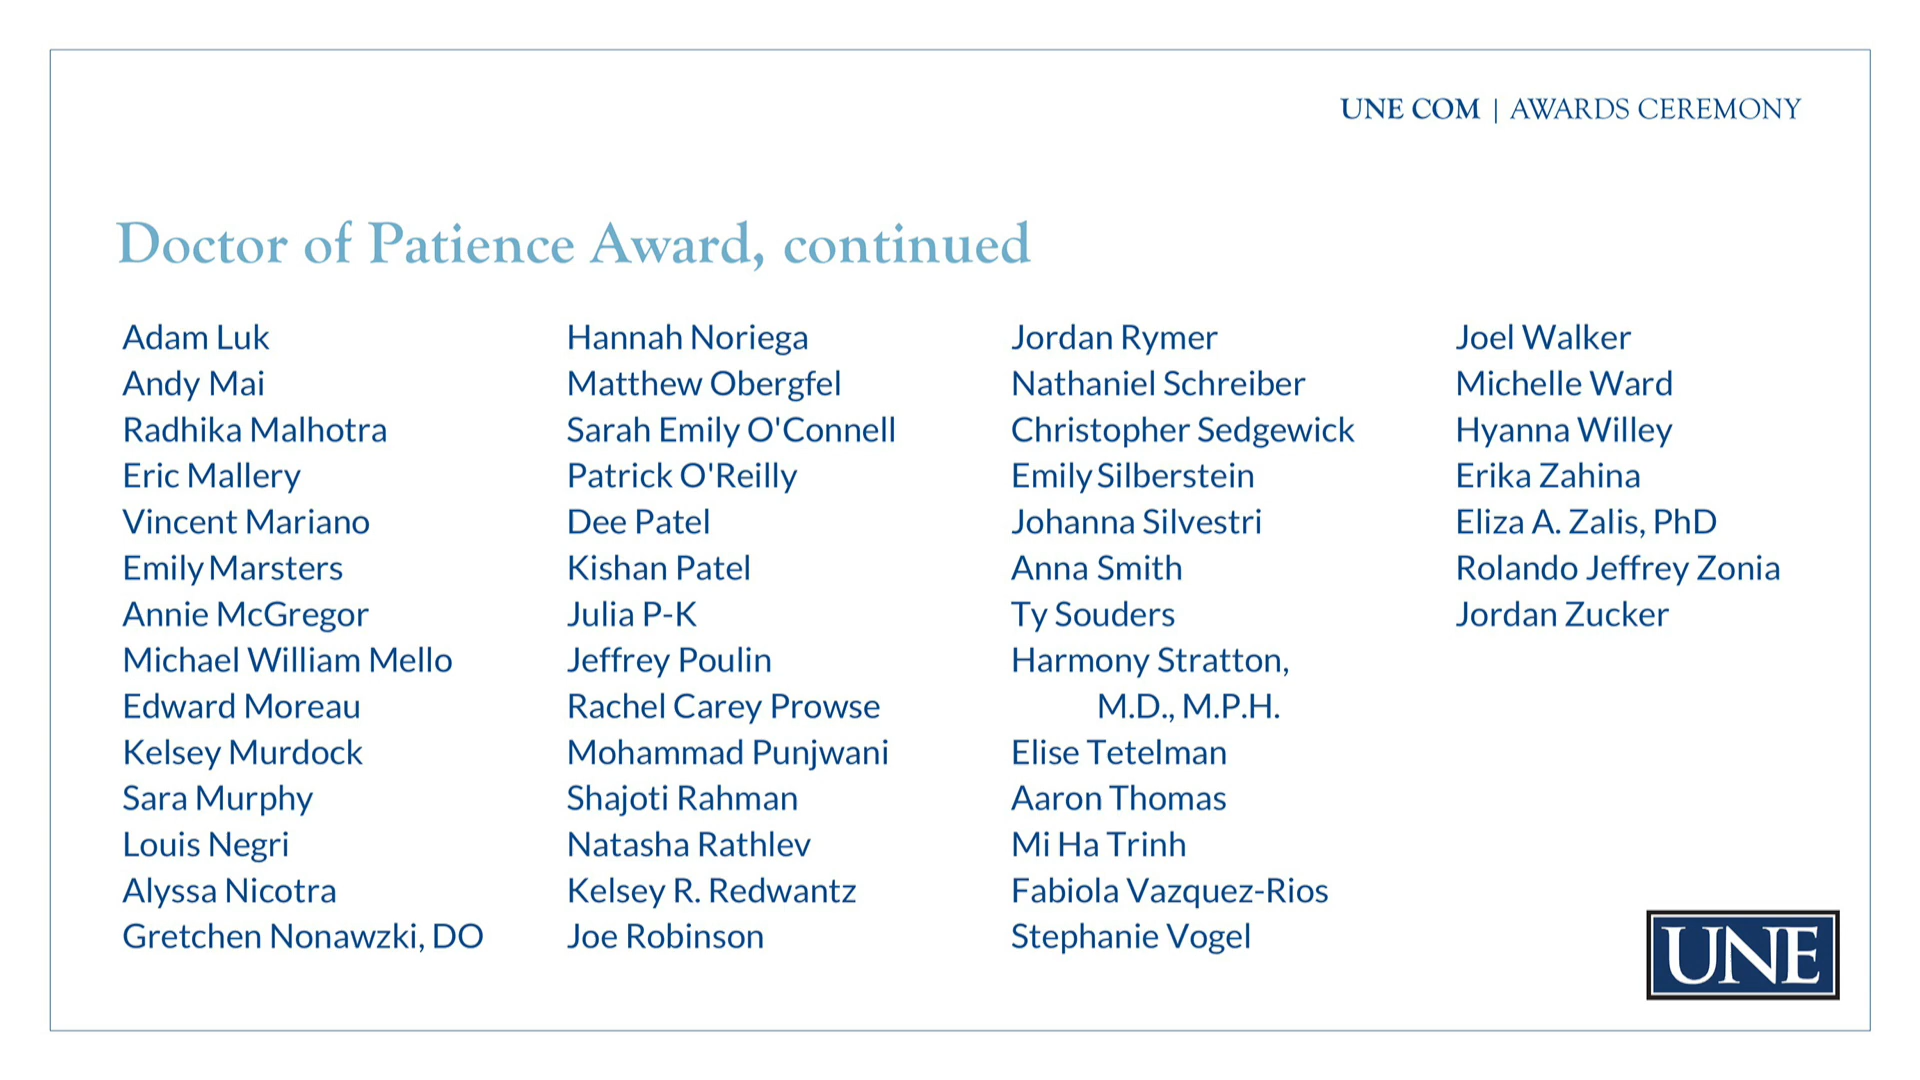 UNE COM | AWARDS CEREMONY
Doctor of Patience Award, continued
Adam Luk
Andy Mai
Radhika Malhotra
Eric Mallery
Vincent Mariano
Emily Marsters
Annie McGregor
Michael William Mello
Edward Moreau
Kelsey Murdock
Sara Murphy
Louis Negri
Alyssa Nicotra
Gretchen Nonawzki, DO
Hannah Noriega
Matthew Obergfel
Sarah Emily O'Connell
Patrick O'Reilly
Dee Patel
Kishan Patel
Julia P-K
Jeffrey Poulin
Rachel Carey Prowse
Mohammad Punjwani
Shajoti Rahman
Natasha Rathlev
Kelsey R. Redwantz
Joe Robinson
Jordan Rymer
Nathaniel Schreiber
Christopher Sedgewick
Emily Silberstein
Johanna Silvestri
Anna Smith
Ty Souders
Harmony Stratton,
M.D., M.P.H.
Elise Tetelman
Aaron Thomas
Mi Ha Trinh
Fabiola Vazquez-Rios
Stephanie Vogel
Joel Walker
Michelle Ward
Hyanna Willey
Erika Zahina
Eliza A. Zalis, PhD
Rolando Jeffrey Zonia
Jordan Zucker
UNE